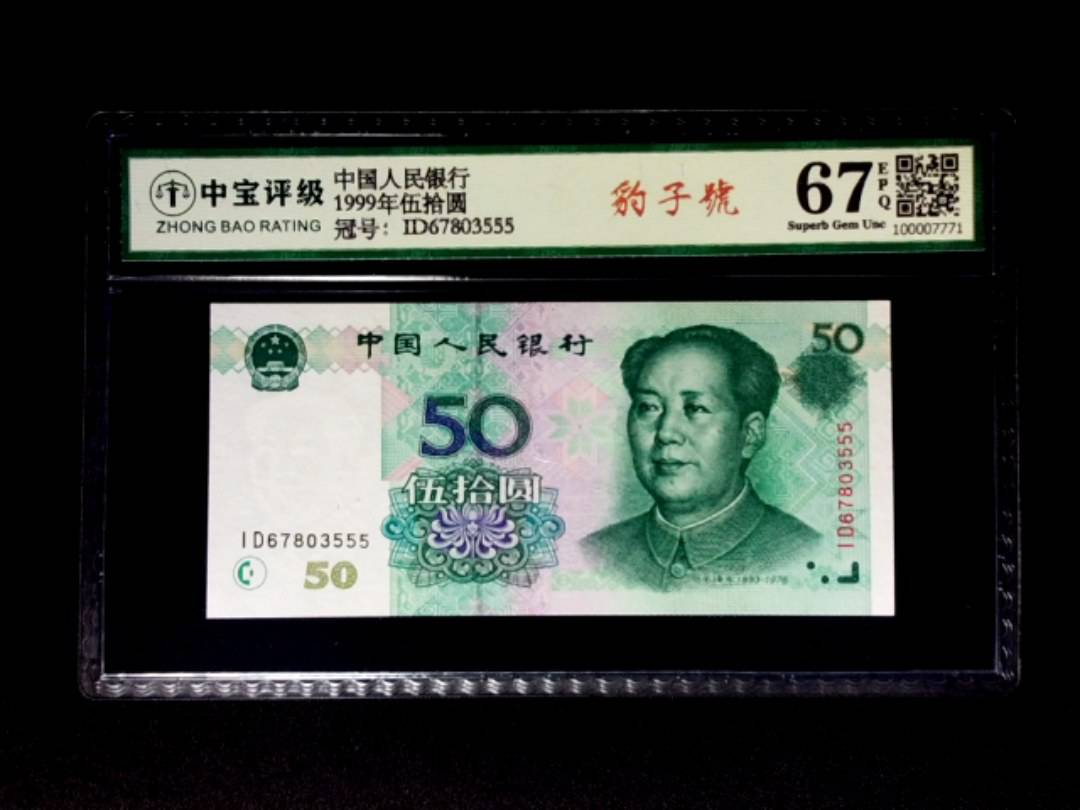 中宝评级
ZHONG BAO RATING
中国人民银行
1999年伍拾圆
冠号：ID67803555
豹子號
67
EPQ
Superb Gem Unc
100007771
中国人民银行
50
50
伍拾圆
ID67803555
50
ID67803555